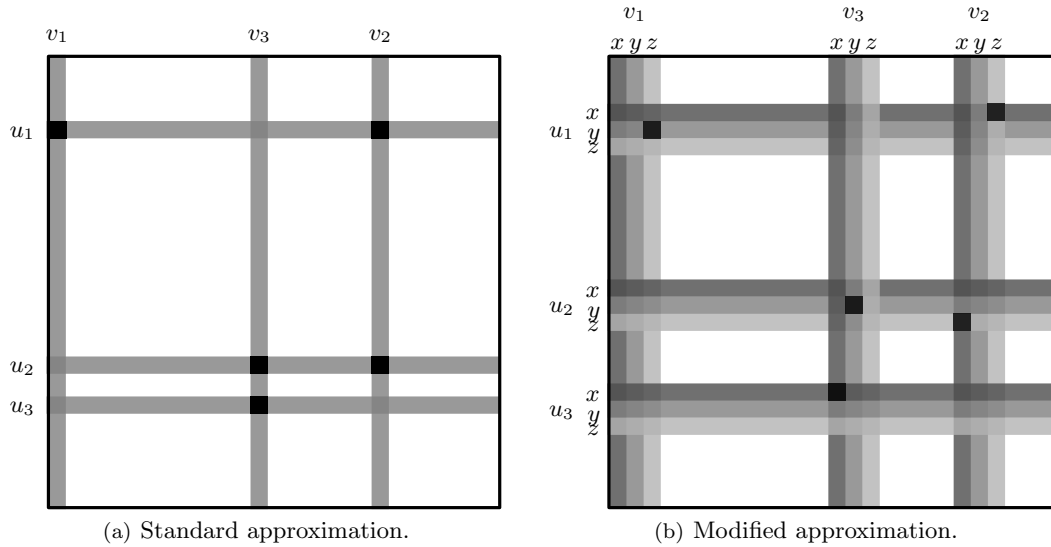 v₁ v₃ v₂
u₁
u₂
u₃
(a) Standard approximation.
v₁ v₃ v₂
x y z x y z x y z
x
u₁ y
z
x
u₂ y
z
x
u₃ y
z
(b) Modified approximation.